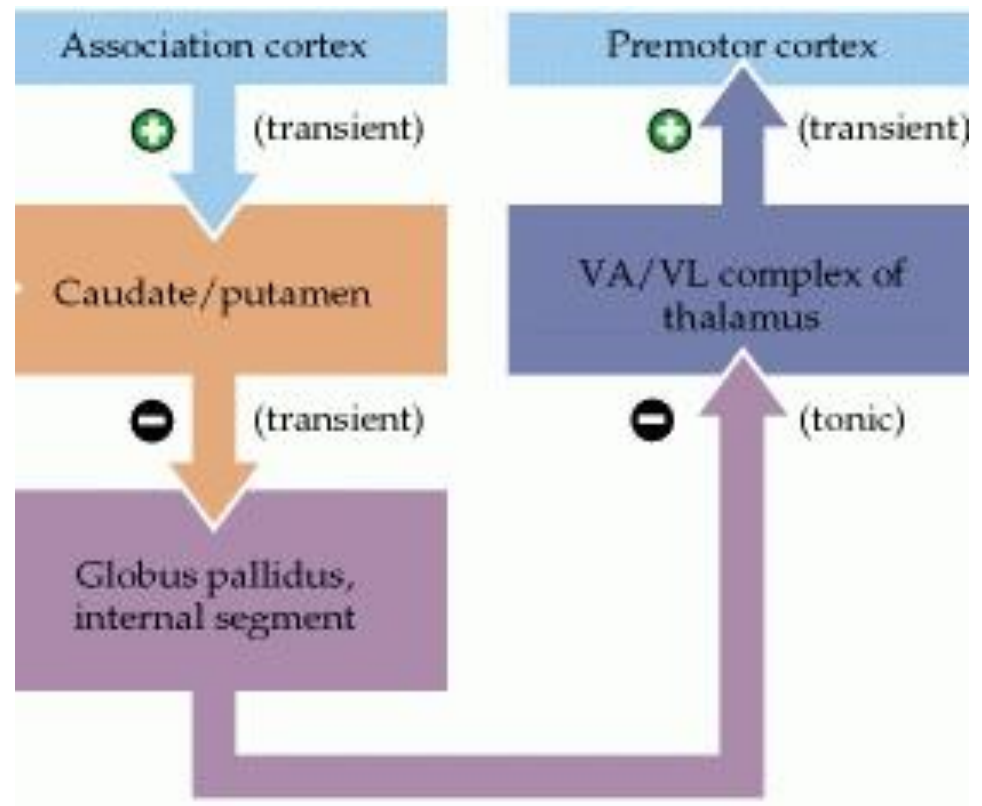 Association cortex
(transient)
Caudate/putamen
(transient)
Globus pallidus,
internal segment
Premotor cortex
(transient)
VA/VL complex of
thalamus
(tonic)